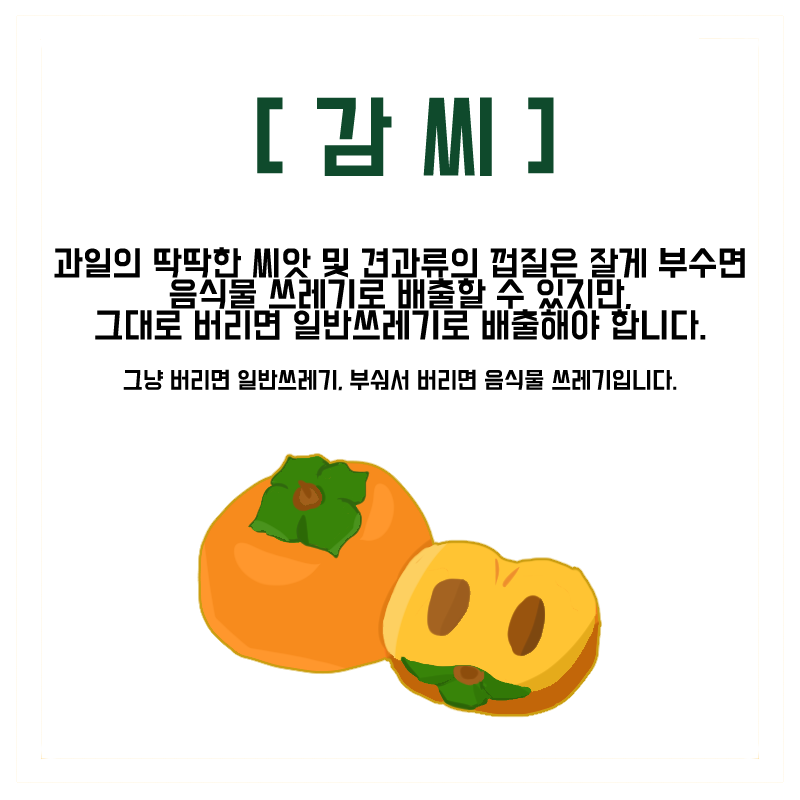 [ 감 씨 ]
과일의 딱딱한 씨앗 및 견과류의 껍질은 잘게 부수면
음식물 쓰레기로 배출할 수 있지만,
그대로 버리면 일반쓰레기로 배출해야 합니다.
그냥 버리면 일반쓰레기, 부숴서 버리면 음식물 쓰레기입니다.